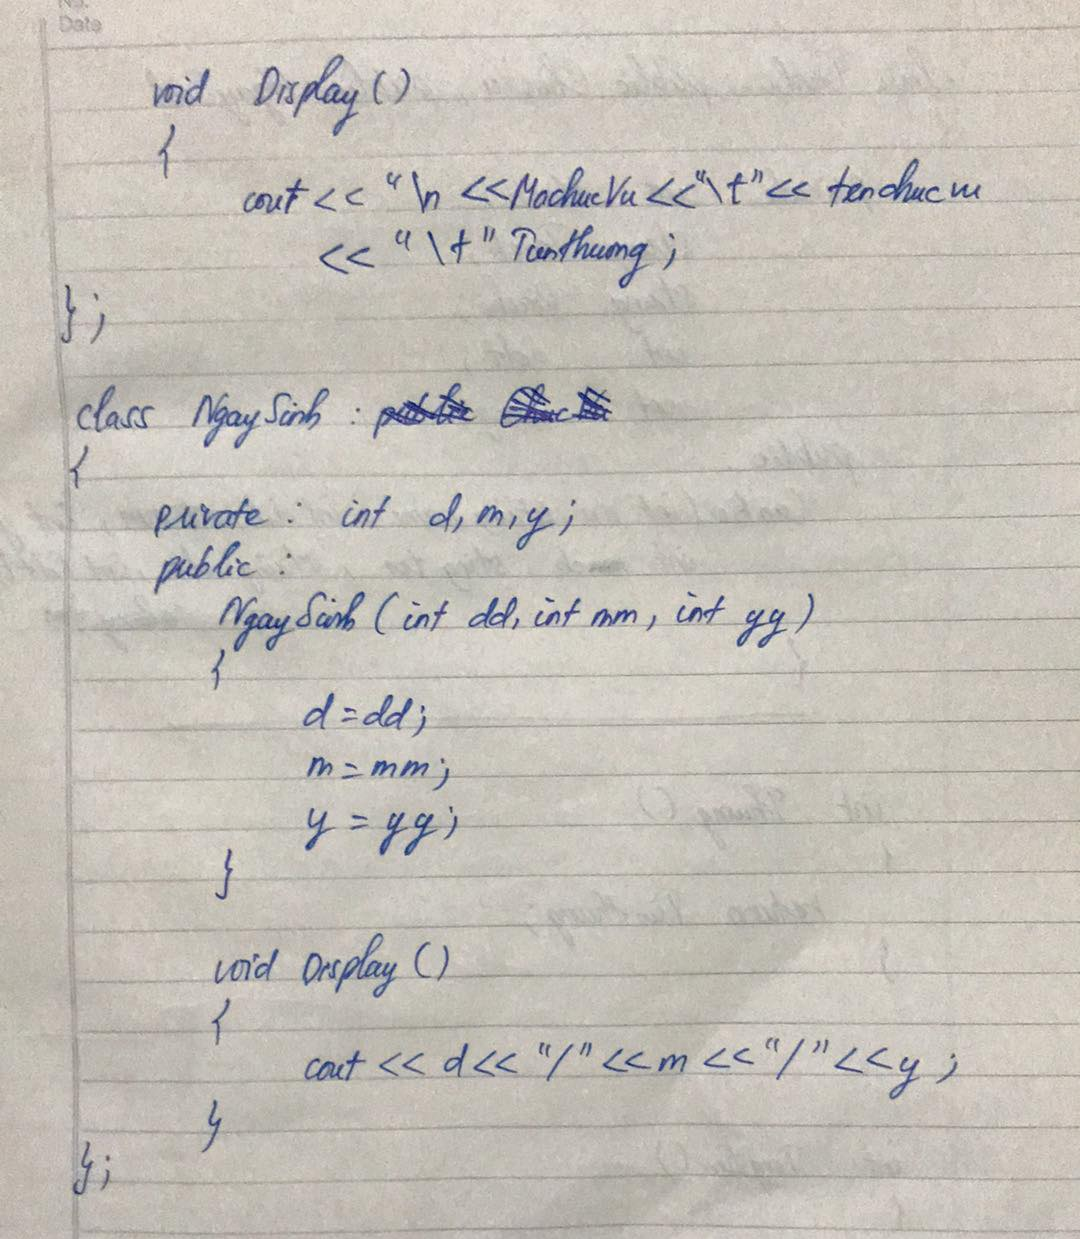 No.
Date
void Display ()
{
cout << "\n << MachucVu << "\t" << tenchucvu
<< "\t" Tienthuong ;
};
class NgaySinh :
{
private : int d, m, y ;
public :
NgaySinh ( int dd, int mm, int yy )
{
d = dd ;
m = mm ;
y = yy ;
}
void Display ()
{
cout << d << "/" << m << "/" << y ;
}
};